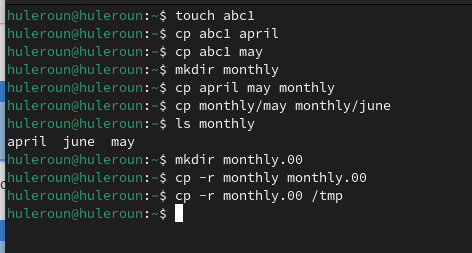 huleroun@huleroun:~$ touch abc1
huleroun@huleroun:~$ cp abc1 april
huleroun@huleroun:~$ cp abc1 may
huleroun@huleroun:~$ mkdir monthly
huleroun@huleroun:~$ cp april may monthly
huleroun@huleroun:~$ cp monthly/may monthly/june
huleroun@huleroun:~$ ls monthly
april  june  may
huleroun@huleroun:~$ mkdir monthly.00
huleroun@huleroun:~$ cp -r monthly monthly.00
huleroun@huleroun:~$ cp -r monthly.00 /tmp
huleroun@huleroun:~$